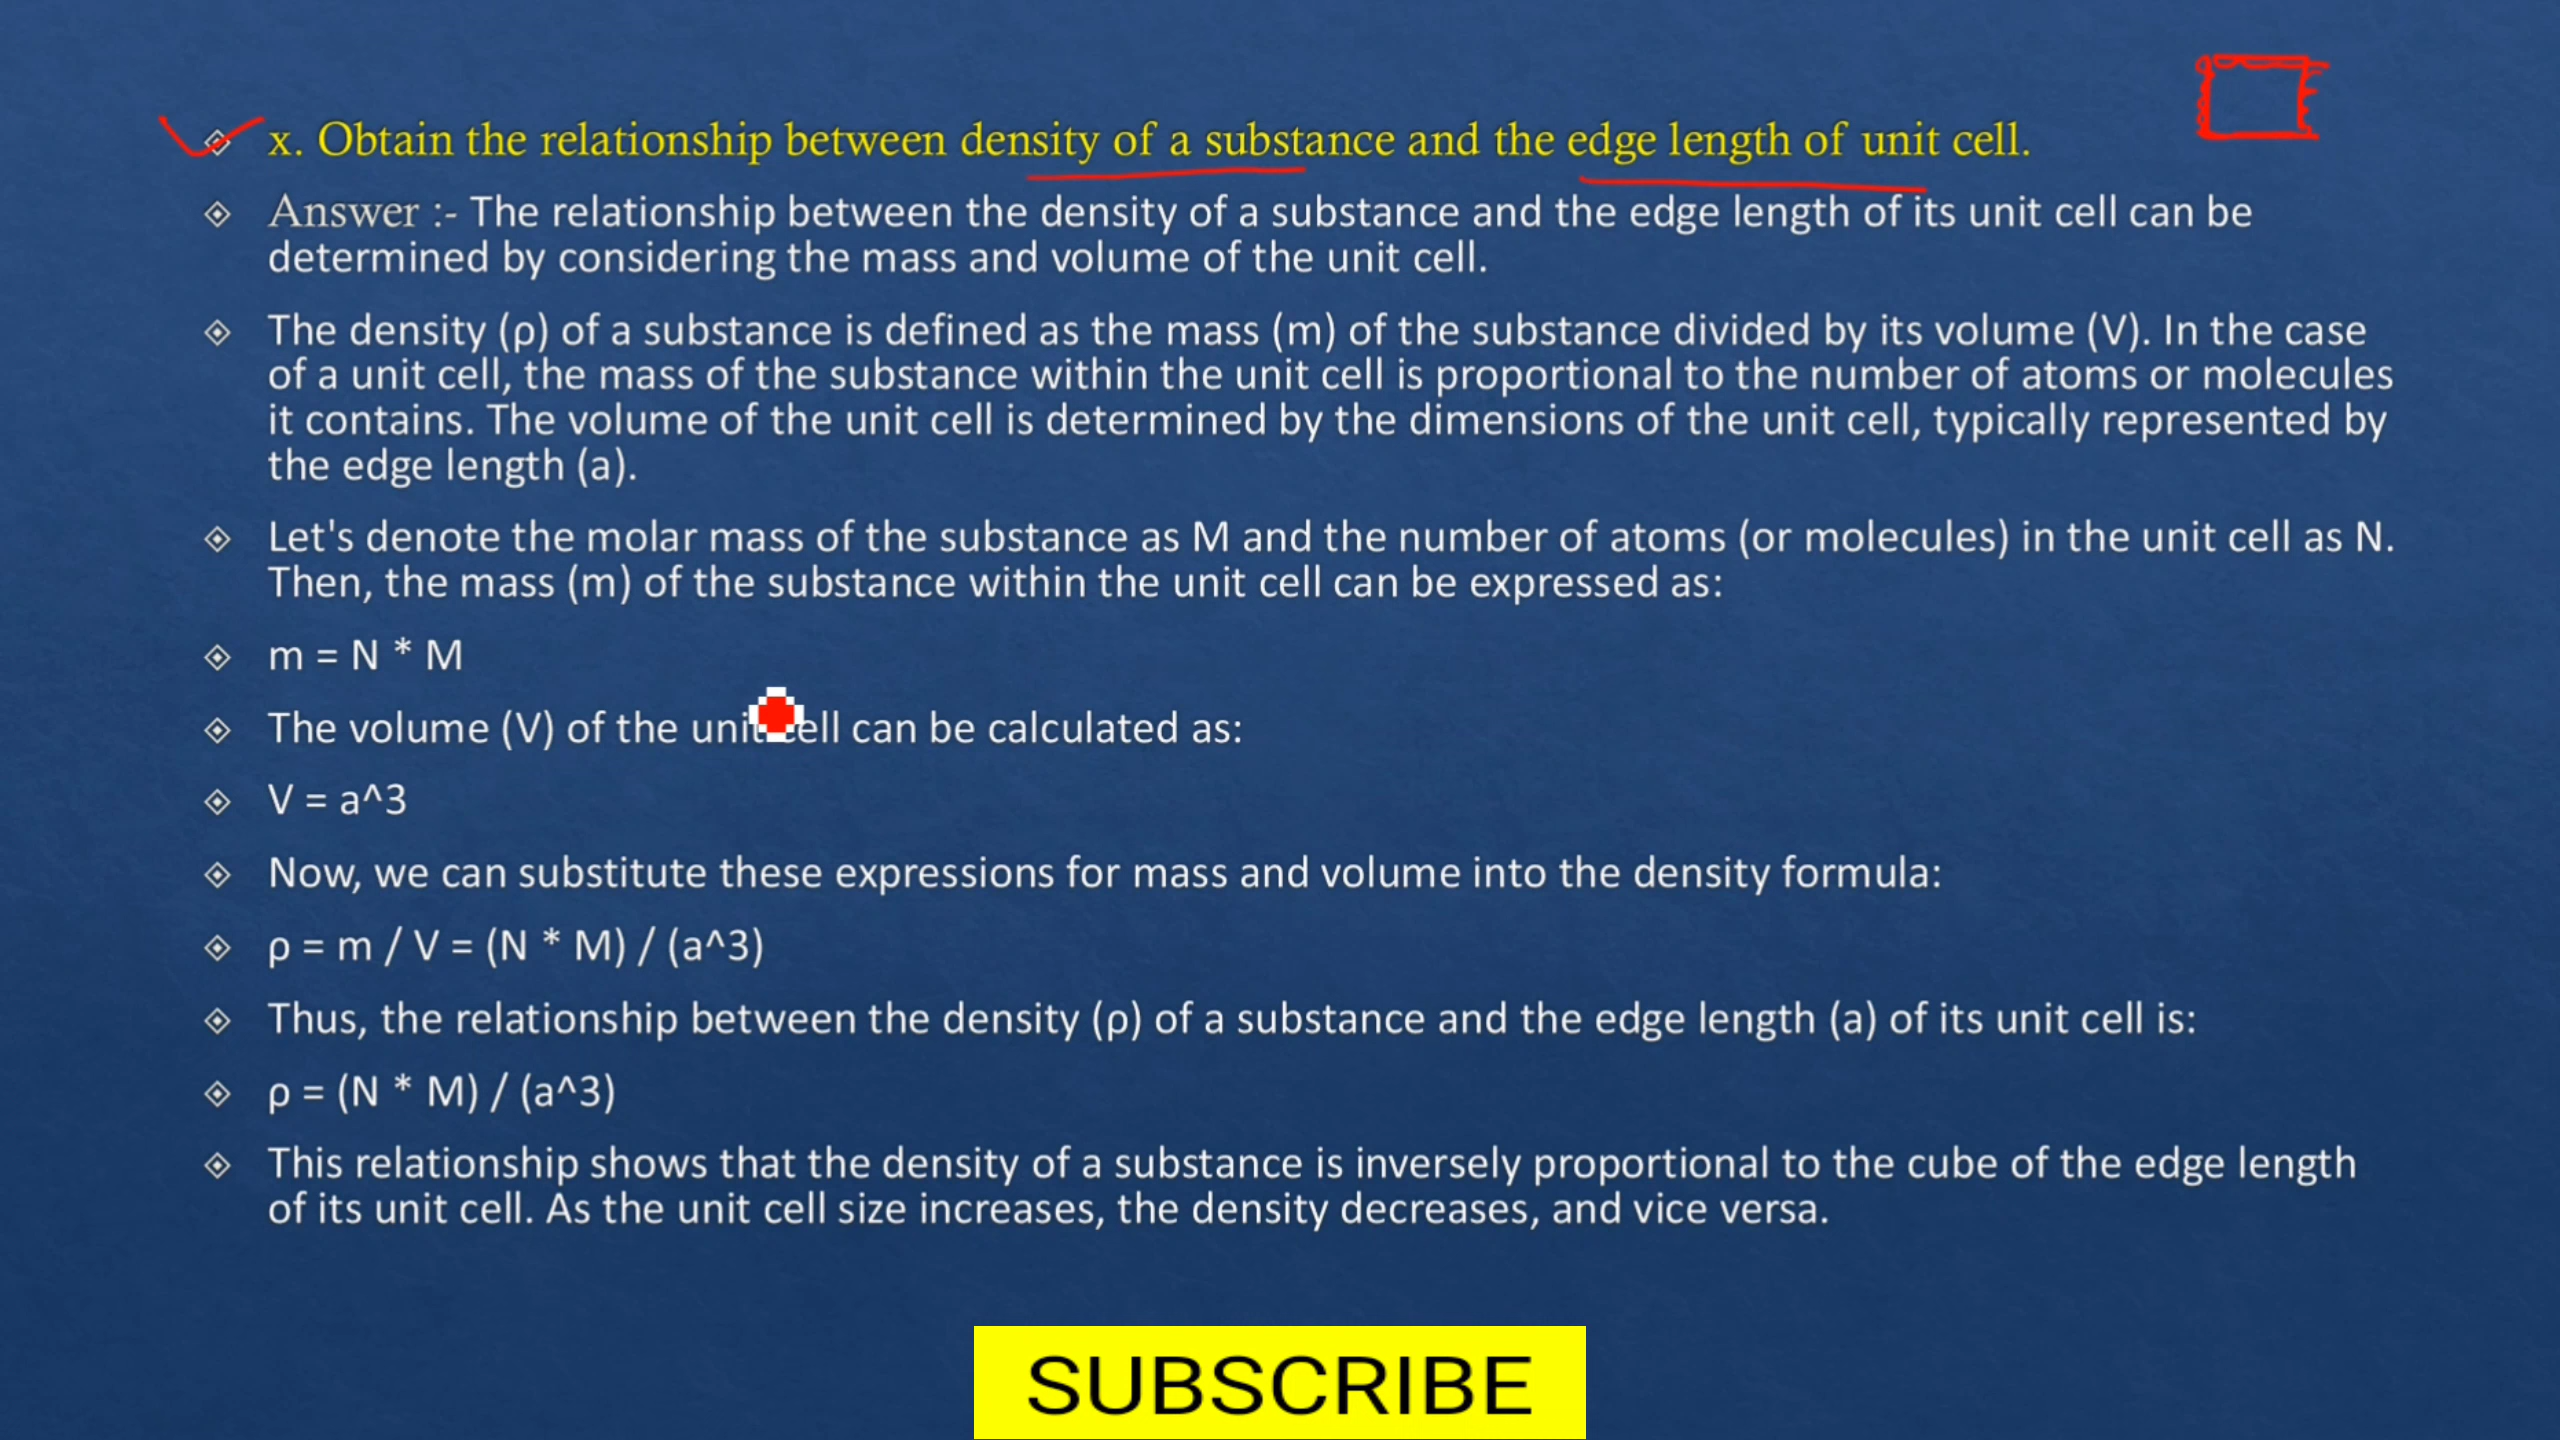 x. Obtain the relationship between density of a substance and the edge length of unit cell.
Answer :- The relationship between the density of a substance and the edge length of its unit cell can be
determined by considering the mass and volume of the unit cell.
The density (ρ) of a substance is defined as the mass (m) of the substance divided by its volume (V). In the case
of a unit cell, the mass of the substance within the unit cell is proportional to the number of atoms or molecules
it contains. The volume of the unit cell is determined by the dimensions of the unit cell, typically represented by
the edge length (a).
Let's denote the molar mass of the substance as M and the number of atoms (or molecules) in the unit cell as N.
Then, the mass (m) of the substance within the unit cell can be expressed as:
m = N * M
The volume (V) of the unit cell can be calculated as:
V = a^3
Now, we can substitute these expressions for mass and volume into the density formula:
ρ = m / V = (N * M) / (a^3)
Thus, the relationship between the density (ρ) of a substance and the edge length (a) of its unit cell is:
ρ = (N * M) / (a^3)
This relationship shows that the density of a substance is inversely proportional to the cube of the edge length
of its unit cell. As the unit cell size increases, the density decreases, and vice versa.
SUBSCRIBE